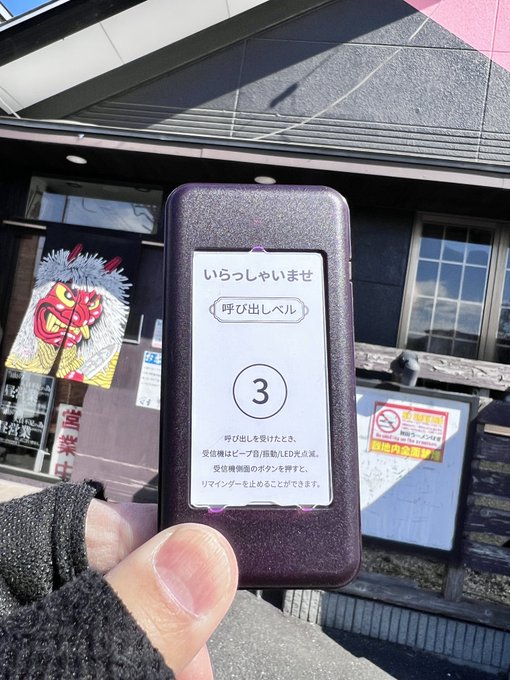 いらっしゃいませ
呼び出しベル
3
呼び出しを受けたとき、
受信機はビープ音/振動/LED光点滅。
受信機側面のボタンを押すと、
リマインダーを止めることができます。
営業中
敷地内全面禁煙